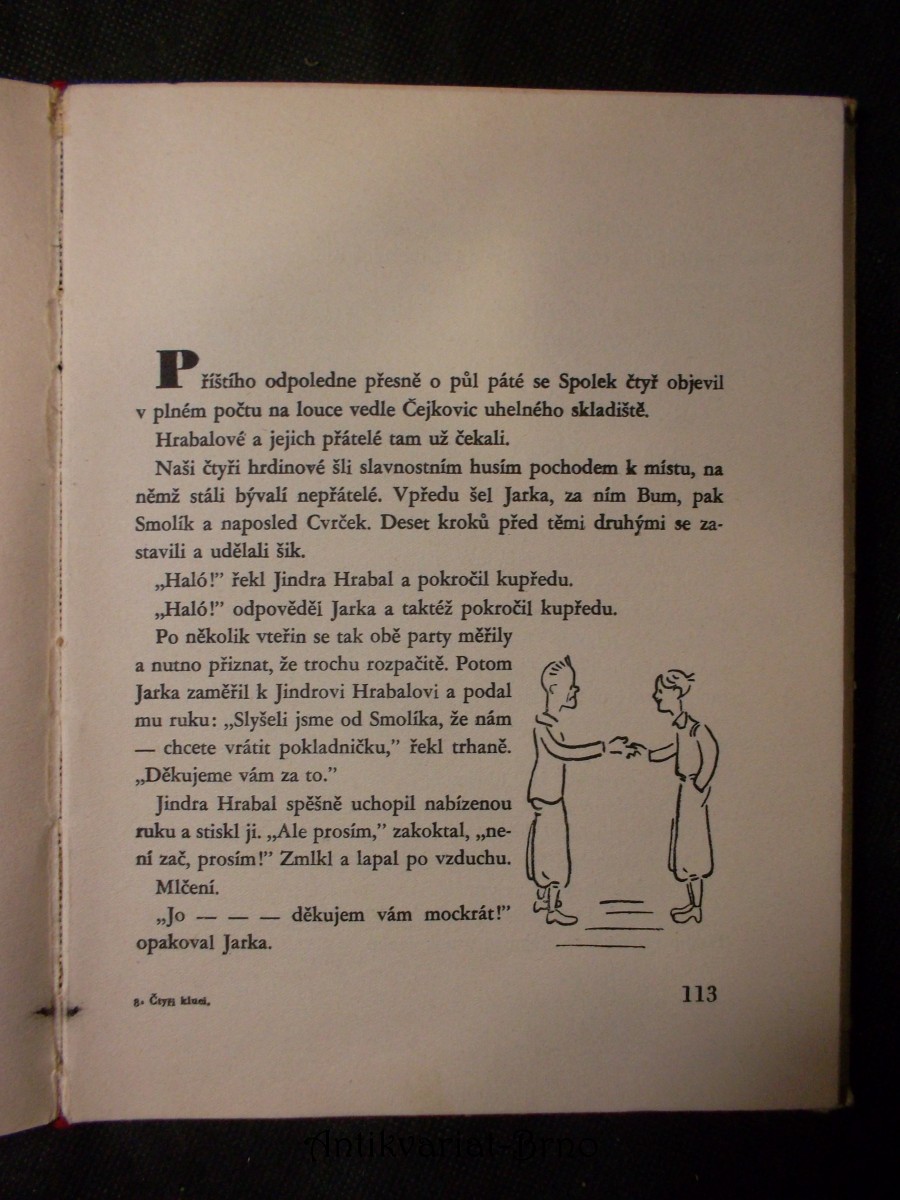 Příštího odpoledne přesně o půl páté se Spolek čtyř objevil
v plném počtu na louce vedle Čejkovic uhelného skladiště.
Hrabalové a jejich přátelé tam už čekali.
Naši čtyři hrdinové šli slavnostním husím pochodem k místu, na
němž stáli bývalí nepřátelé. Vpředu šel Jarka, za ním Bum, pak
Smolík a naposled Cvrček. Deset kroků před těmi druhými se za-
stavili a udělali šik.
„Haló!” řekl Jindra Hrabal a pokročil kupředu.
„Haló!” odpověděl Jarka a taktéž pokročil kupředu.
Po několik vteřin se tak obě party měřily
a nutno přiznat, že trochu rozpačitě. Potom
Jarka zaměřil k Jindrovi Hrabalovi a podal
mu ruku: „Slyšeli jsme od Smolíka, že nám
— chcete vrátit pokladničku,” řekl trhaně.
„Děkujeme vám za to.”
Jindra Hrabal spěšně uchopil nabízenou
ruku a stiskl ji. „Ale prosím,” zakoktal, „ne-
ní zač, prosím!” Zmlkl a lapal po vzduchu.
Mlčení.
„Jo — — — děkujem vám mockrát!”
opakoval Jarka.
8• Čtyři kluci.
113
Antikvariat-Brno